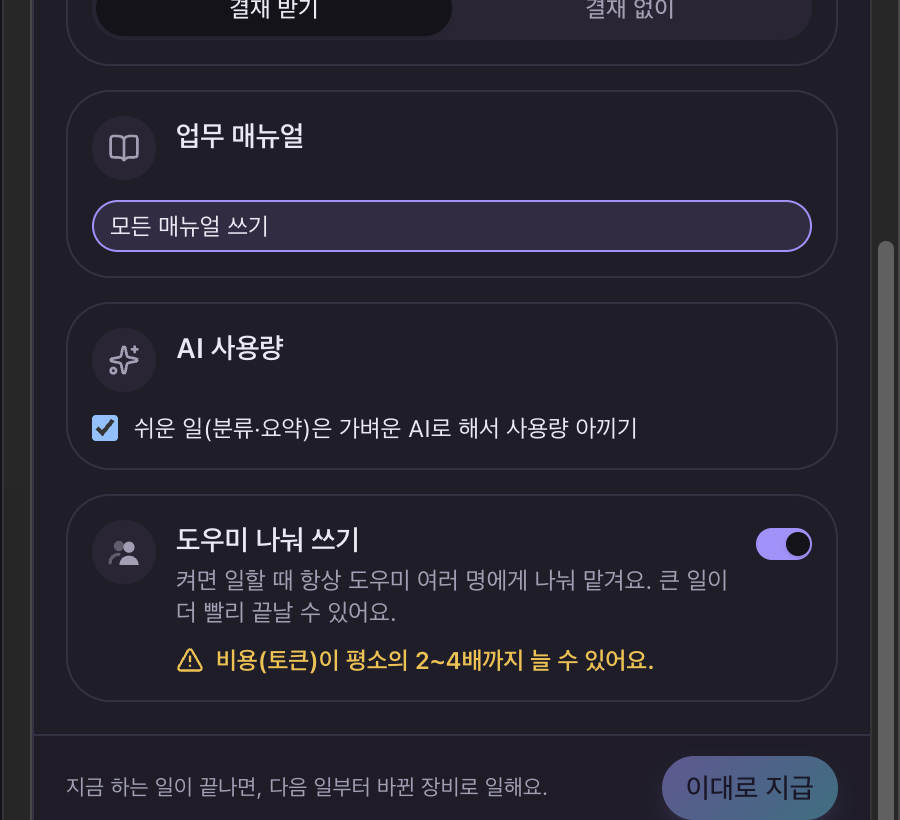 결재 받기
결재 없이
업무 매뉴얼
모든 매뉴얼 쓰기
AI 사용량
쉬운 일(분류·요약)은 가벼운 AI로 해서 사용량 아끼기
도우미 나눠 쓰기
켜면 일할 때 항상 도우미 여러 명에게 나눠 맡겨요. 큰 일이
더 빨리 끝날 수 있어요.
비용(토큰)이 평소의 2~4배까지 늘 수 있어요.
지금 하는 일이 끝나면, 다음 일부터 바뀐 장비로 일해요.
이대로 지급